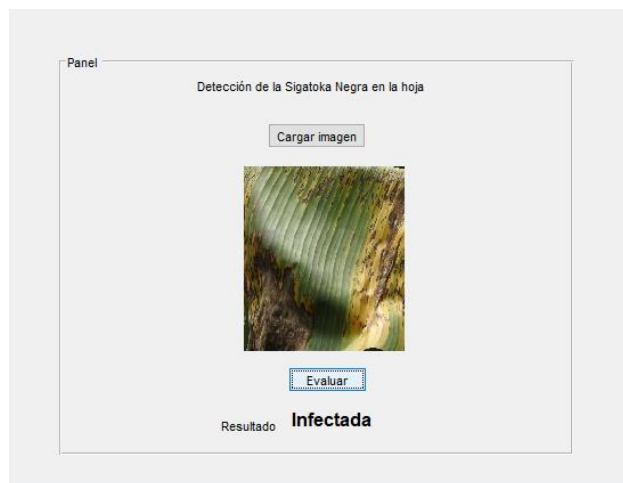 Panel
Detección de la Sigatoka Negra en la hoja
Cargar imagen
Evaluar
Resultado Infectada